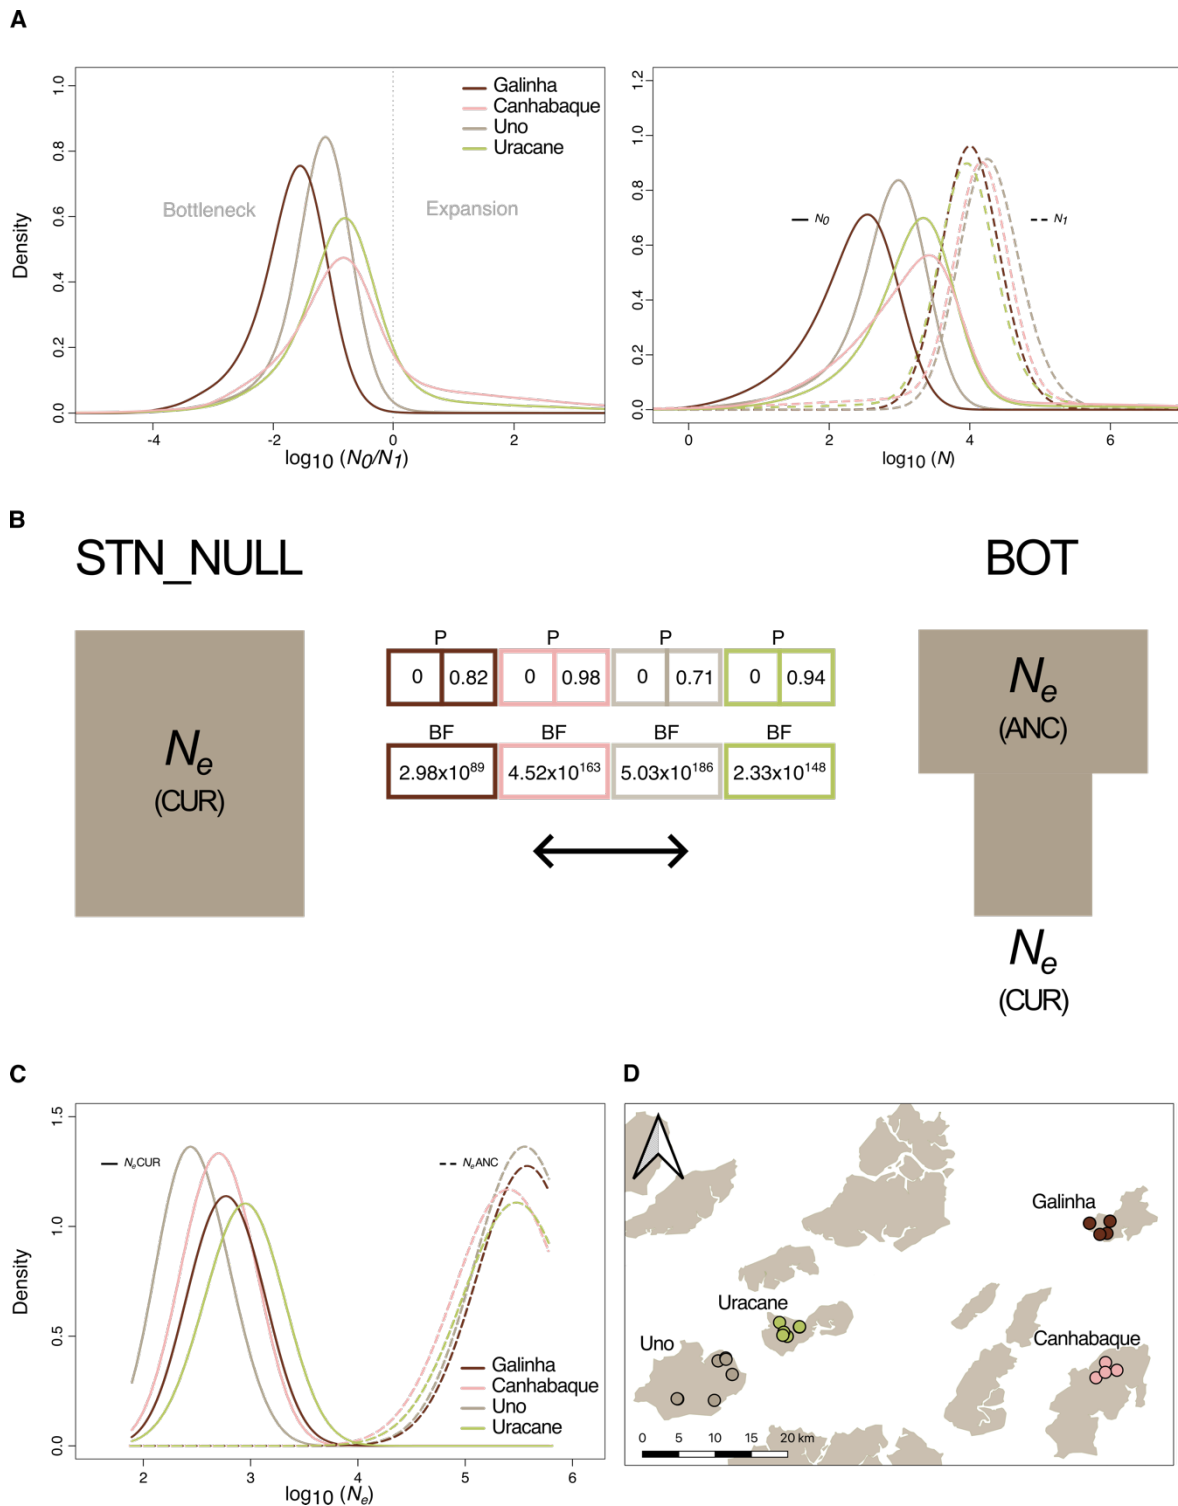 A
Galinha
Canhabaque
Uno
Uracane
Bottleneck
Expansion
Density
0.0
0.2
0.4
0.6
0.8
1.0
-4
-2
0
2
log10 (N0/N1)
N0
N1
0.0
0.2
0.4
0.6
0.8
1.0
1.2
0
2
4
6
log10 (N)
B
STN_NULL
BOT
P P P P
0 0.82 0 0.98 0 0.71 0 0.94
BF BF BF BF
2.98x10^89 4.52x10^163 5.03x10^186 2.33x10^148
Ne
(CUR)
Ne
(ANC)
Ne
(CUR)
C
NeCUR
NeANC
Density
0.0
0.5
1.0
1.5
Galinha
Canhabaque
Uno
Uracane
2
3
4
5
6
log10 (Ne)
D
Galinha
Uracane
Uno
Canhabaque
0 5 10 15 20 km